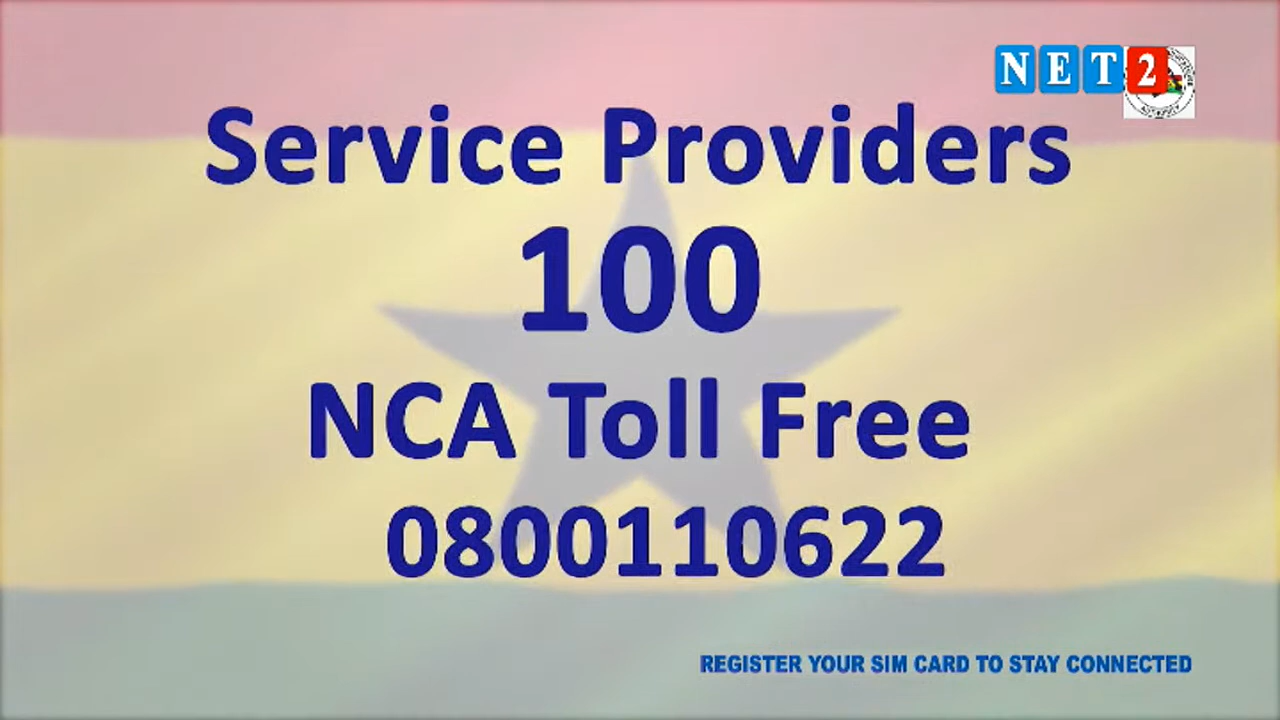 NET2
Service Providers
100
NCA Toll Free
0800110622
REGISTER YOUR SIM CARD TO STAY CONNECTED